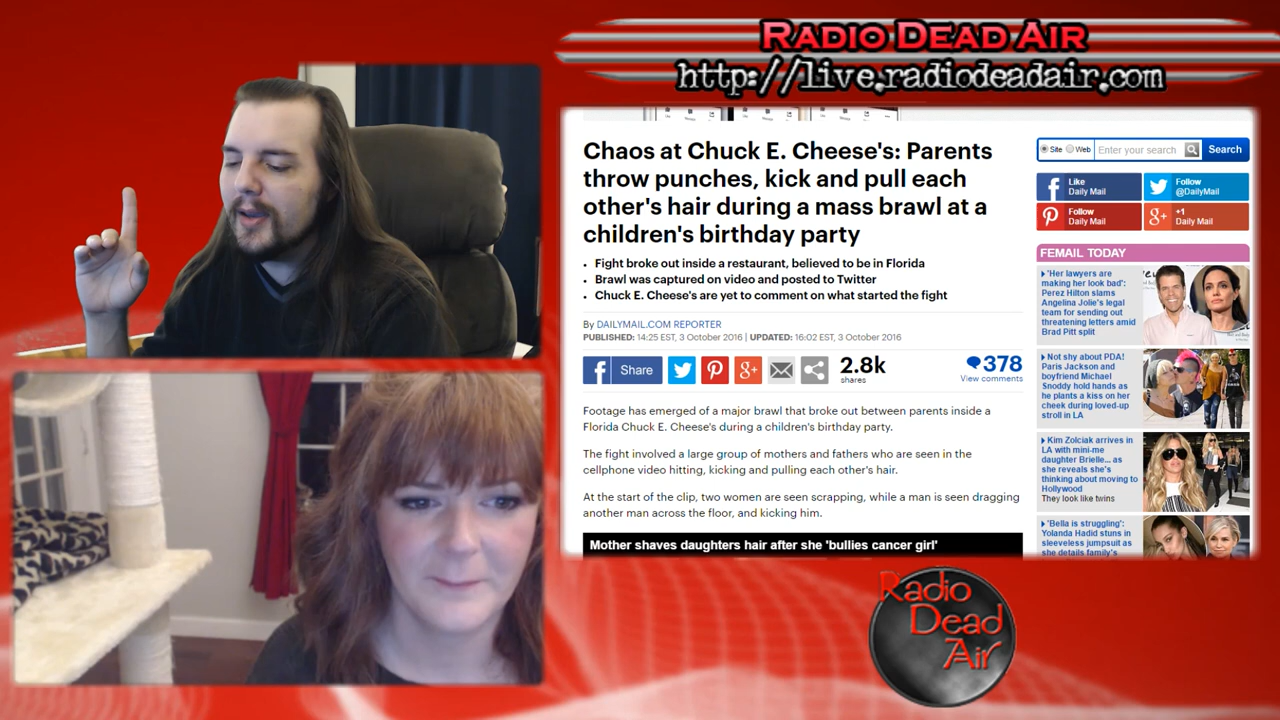 Radio Dead Air
http://live.radiodeadair.com
Chaos at Chuck E. Cheese's: Parents
throw punches, kick and pull each
other's hair during a mass brawl at a
children's birthday party
• Fight broke out inside a restaurant, believed to be in Florida
• Brawl was captured on video and posted to Twitter
• Chuck E. Cheese's are yet to comment on what started the fight
By DAILYMAIL.COM REPORTER
PUBLISHED: 14:25 EST, 3 October 2016 | UPDATED: 16:02 EST, 3 October 2016
Share
2.8k
shares
378
View comments
Footage has emerged of a major brawl that broke out between parents inside a
Florida Chuck E. Cheese's during a children's birthday party.
The fight involved a large group of mothers and fathers who are seen in the
cellphone video hitting, kicking and pulling each other's hair.
At the start of the clip, two women are seen scrapping, while a man is seen dragging
another man across the floor, and kicking him.
Mother shaves daughters hair after she 'bullies cancer girl'
Site Web Enter your search Search
Like
Daily Mail
Follow
@DailyMail
Follow
Daily Mail
+1
Daily Mail
FEMAIL TODAY
'Her lawyers are
making her look bad':
Perez Hilton slams
Angelina Jolie's legal
team for sending out
threatening letters amid
Brad Pitt split
Not shy about PDA!
Paris Jackson and
boyfriend Michael
Snoddy hold hands as
he plants a kiss on her
cheek during loved-up
stroll in LA
Kim Zolciak arrives in
LA with mini-me
daughter Brielle... as
she reveals she's
thinking about moving to
Hollywood
They look like twins
'Bella is struggling':
Yolanda Hadid stuns in
sleeveless jumpsuit as
she details family's
Radio
Dead
Air